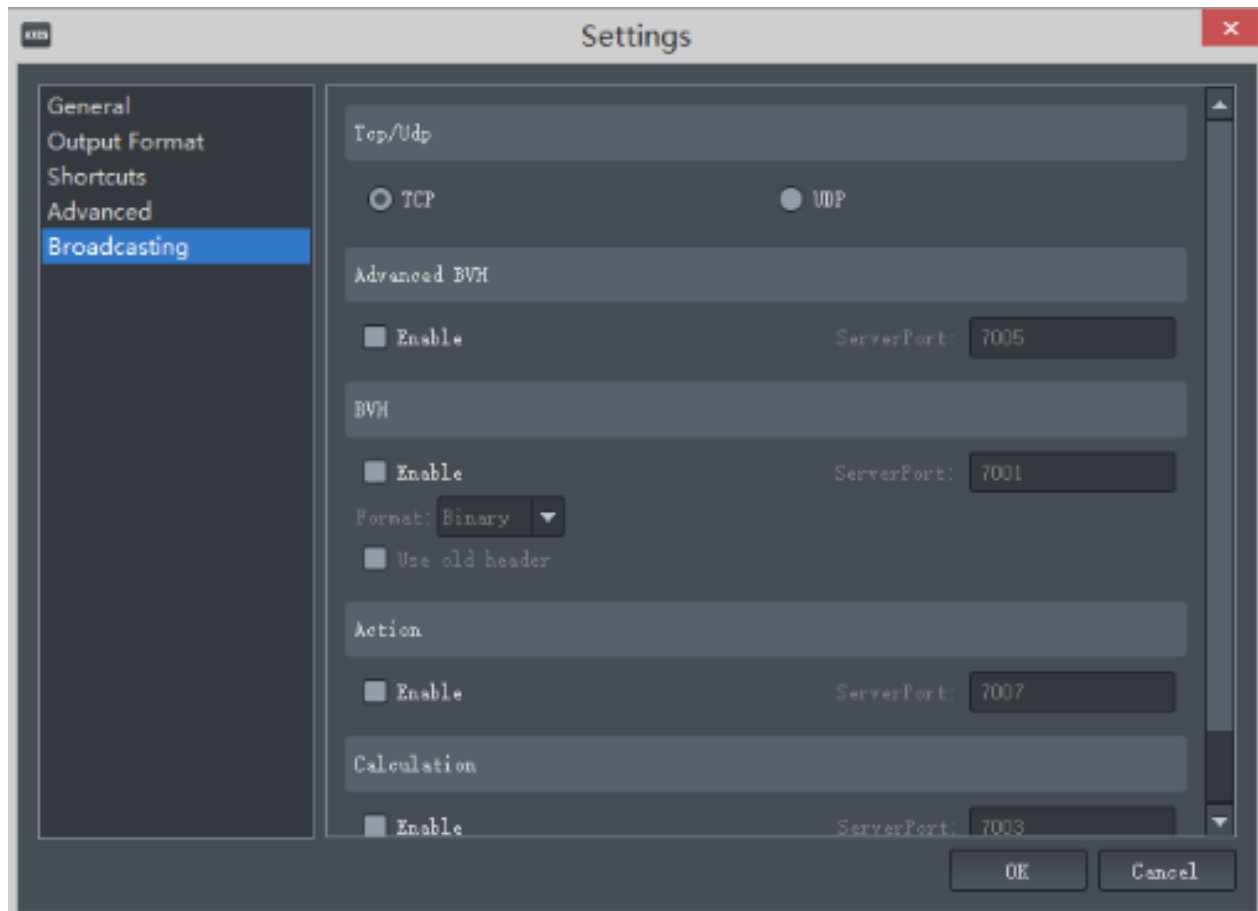 Settings
General
Output Format
Shortcuts
Advanced
Broadcasting
Tcp/Udp
TCP UDP
Advanced BVH
Enable ServerPort: 7005
BVH
Enable ServerPort: 7001
Format: Binary
Use old header
Action
Enable ServerPort: 7007
Calculation
Enable ServerPort: 7003
OK Cancel